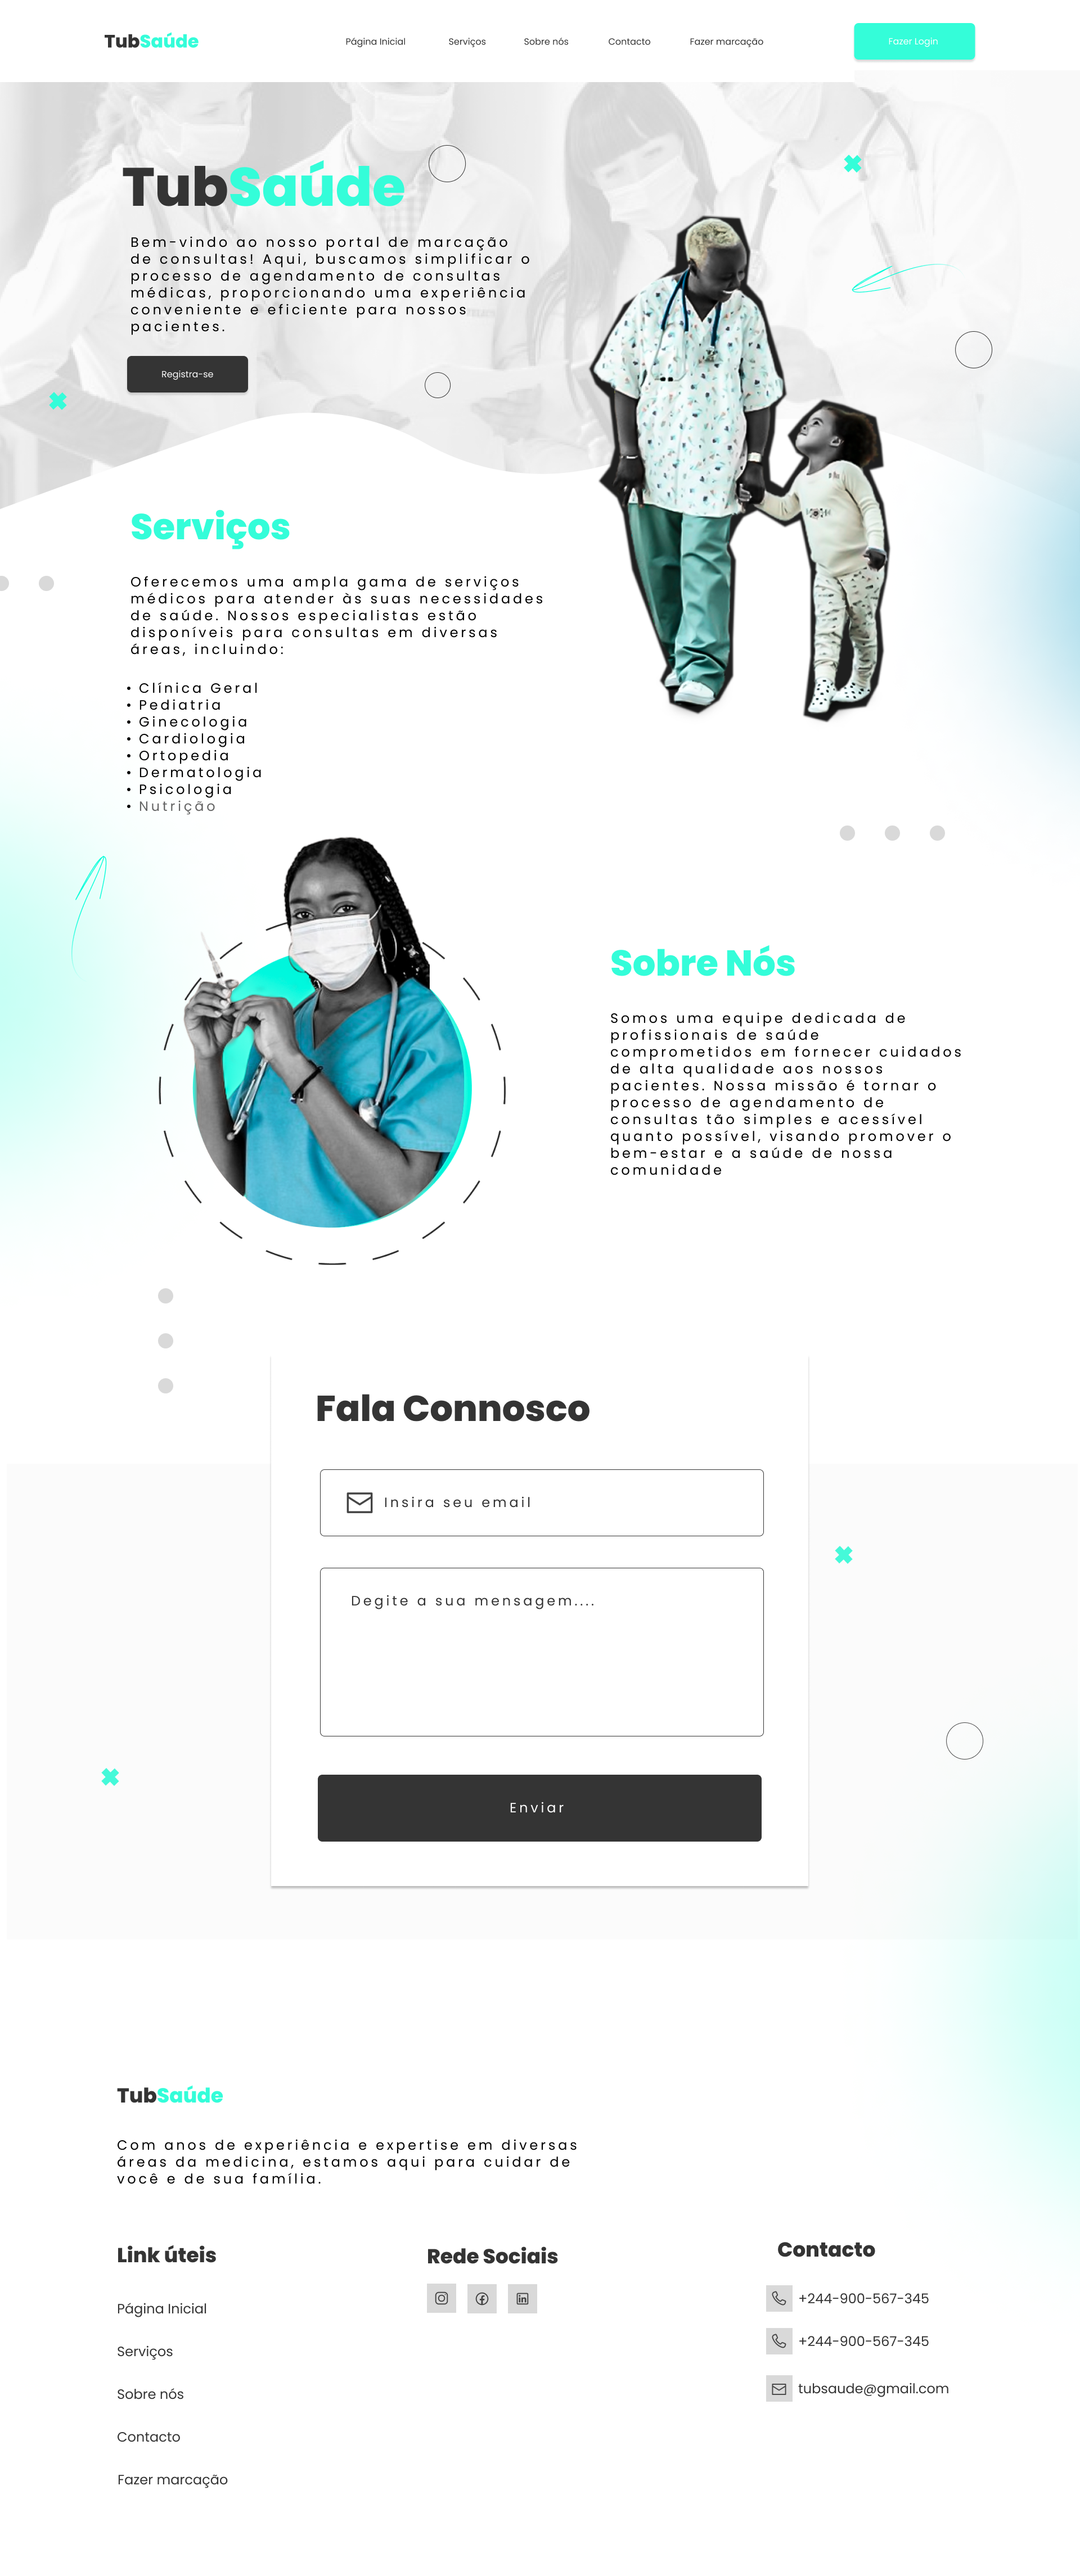 TubSaúde
Página Inicial
Serviços
Sobre nós
Contacto
Fazer marcação
Fazer Login
TubSaúde
Bem-vindo ao nosso portal de marcação
de consultas! Aqui, buscamos simplificar o
processo de agendamento de consultas
médicas, proporcionando uma experiência
conveniente e eficiente para nossos
pacientes.
Registra-se
Serviços
Oferecemos uma ampla gama de serviços
médicos para atender às suas necessidades
de saúde. Nossos especialistas estão
disponíveis para consultas em diversas
áreas, incluindo:
• Clínica Geral
• Pediatria
• Ginecologia
• Cardiologia
• Ortopedia
• Dermatologia
• Psicologia
• Nutrição
Sobre Nós
Somos uma equipe dedicada de
profissionais de saúde
comprometidos em fornecer cuidados
de alta qualidade aos nossos
pacientes. Nossa missão é tornar o
processo de agendamento de
consultas tão simples e acessível
quanto possível, visando promover o
bem-estar e a saúde de nossa
comunidade
Fala Connosco
Insira seu email
Degite a sua mensagem....
Enviar
TubSaúde
Com anos de experiência e expertise em diversas
áreas da medicina, estamos aqui para cuidar de
você e de sua família.
Link úteis
Página Inicial
Serviços
Sobre nós
Contacto
Fazer marcação
Rede Sociais
Contacto
+244-900-567-345
+244-900-567-345
tubsaude@gmail.com